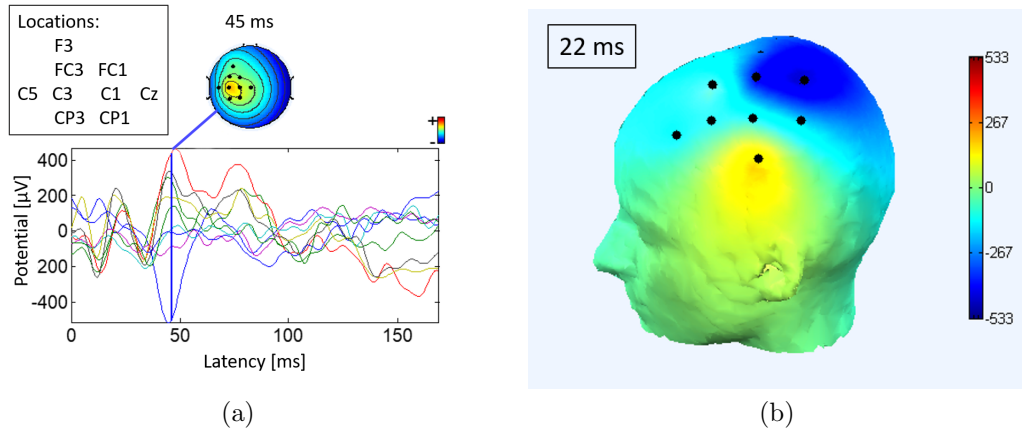 Locations:
F3
FC3 FC1
C5 C3 C1 Cz
CP3 CP1
45 ms
+
-
400
200
0
200
-400
Potential [µV]
0 50 100 150
Latency [ms]
(a)
22 ms
533
267
0
-267
-533
(b)